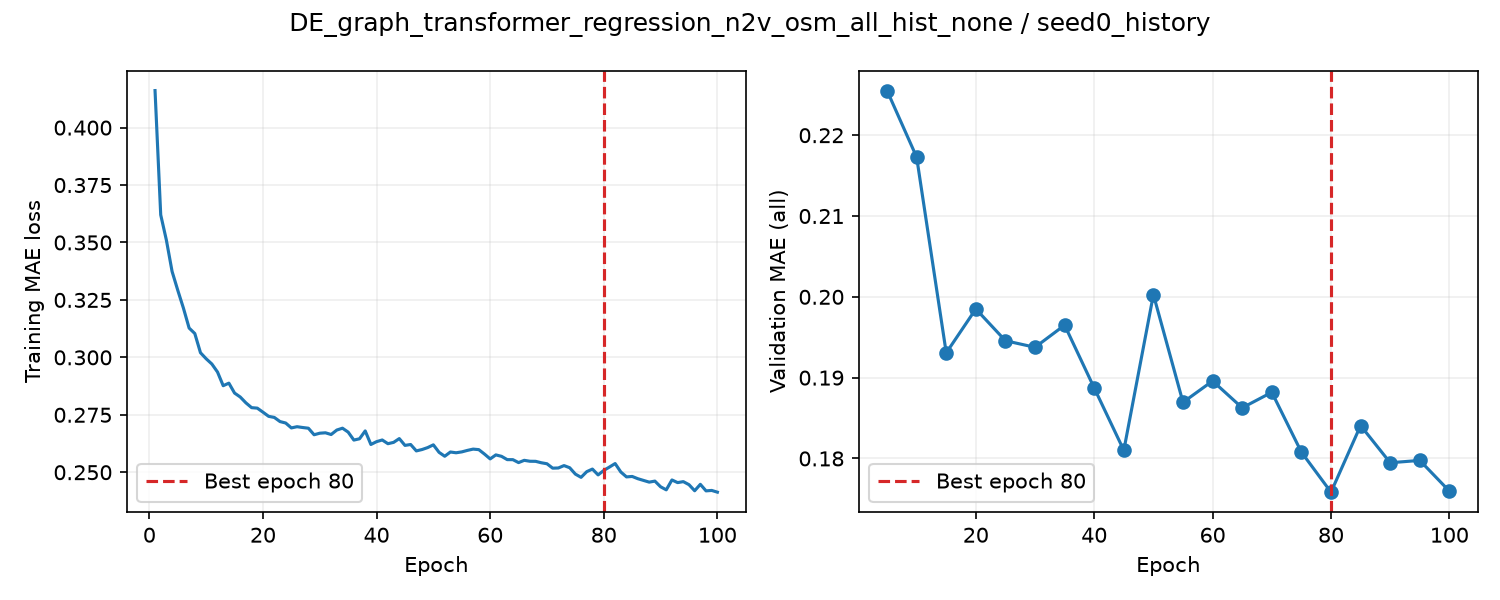 DE_graph_transformer_regression_n2v_osm_all_hist_none / seed0_history
Training MAE loss
0.400
0.375
0.350
0.325
0.300
0.275
0.250
Best epoch 80
0 20 40 60 80 100
Epoch
Validation MAE (all)
0.22
0.21
0.20
0.19
0.18
Best epoch 80
20 40 60 80 100
Epoch